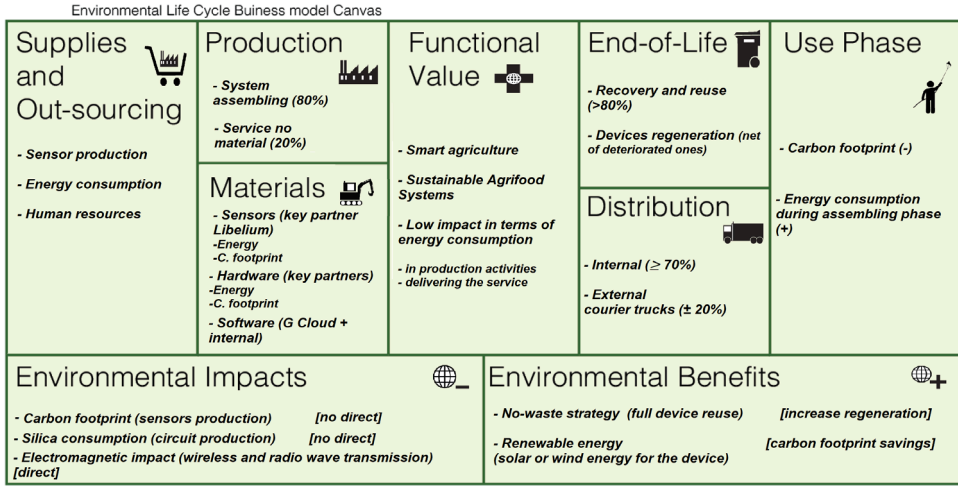 Environmental Life Cycle Buiness model Canvas
Supplies
and
Out-sourcing
- Sensor production
- Energy consumption
- Human resources
Production
- System
assembling (80%)
- Service no
material (20%)
Materials
- Sensors (key partner
Libelium)
-Energy
-C. footprint
- Hardware (key partners)
-Energy
-C. footprint
- Software (G Cloud +
internal)
Functional
Value
- Smart agriculture
- Sustainable Agrifood
Systems
- Low impact in terms of
energy consumption
- in production activities
- delivering the service
End-of-Life
- Recovery and reuse
(>80%)
- Devices regeneration (net
of deteriorated ones)
Distribution
- Internal (≥ 70%)
- External
courier trucks (± 20%)
Use Phase
- Carbon footprint (-)
- Energy consumption
during assembling phase
(+)
Environmental Impacts
- Carbon footprint (sensors production) [no direct]
- Silica consumption (circuit production) [no direct]
- Electromagnetic impact (wireless and radio wave transmission)
[direct]
Environmental Benefits
- No-waste strategy (full device reuse) [increase regeneration]
- Renewable energy [carbon footprint savings]
(solar or wind energy for the device)